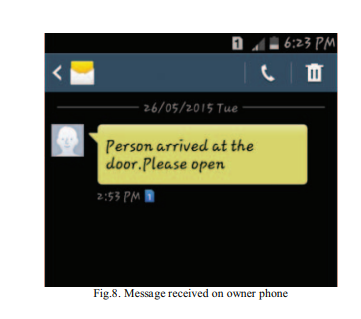 1 6:23 PM
26/05/2015 Tue
Person arrived at the
door.Please open
2:53 PM 1
Fig.8. Message received on owner phone